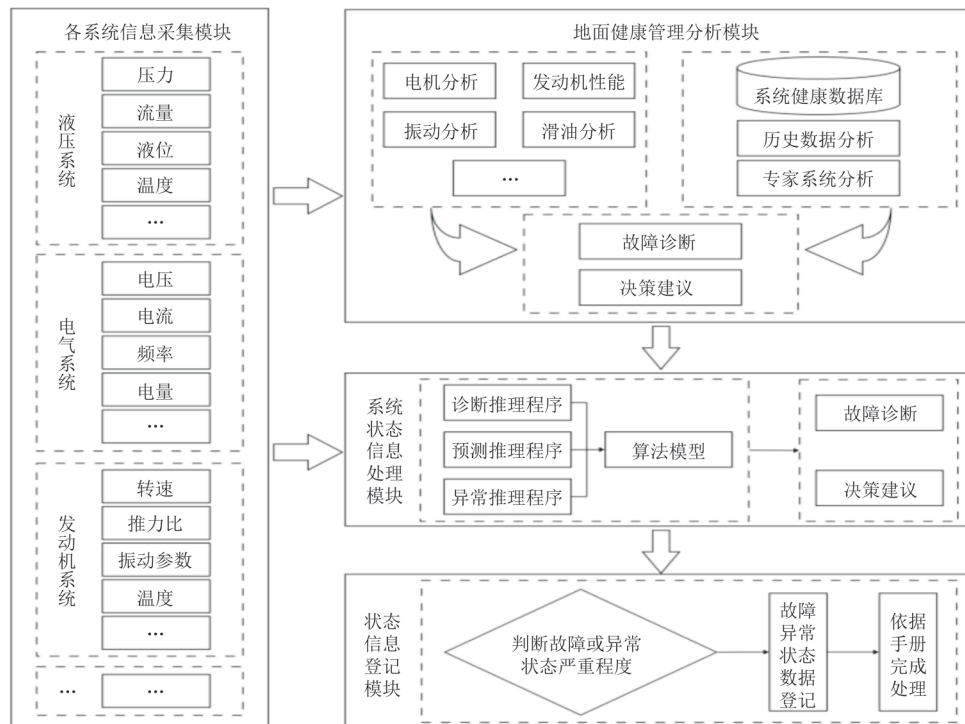 各系统信息采集模块
液压系统
压力
流量
液位
温度
...
电气系统
电压
电流
频率
电量
...
发动机系统
转速
推力比
振动参数
温度
...
...
...
地面健康管理分析模块
电机分析
发动机性能
振动分析
滑油分析
...
系统健康数据库
历史数据分析
专家系统分析
故障诊断
决策建议
系统
状态
信息
处理
模块
诊断推理程序
预测推理程序
异常推理程序
算法模型
故障诊断
决策建议
状态
信息
登记
模块
判断故障或异常
状态严重程度
故障
异常
状态
数据
登记
依据
手册
完成
处理